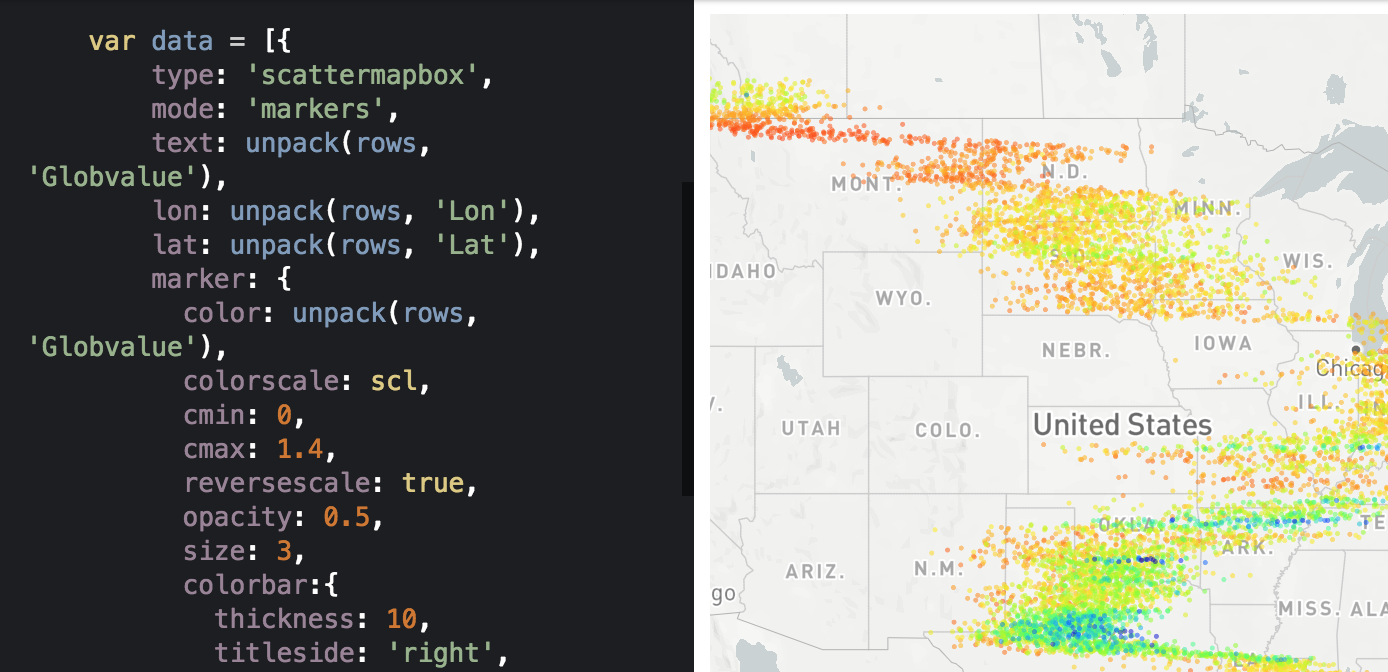 var data = [{
type: 'scattermapbox',
mode: 'markers',
text: unpack(rows,
'Globvalue'),
lon: unpack(rows, 'Lon'),
lat: unpack(rows, 'Lat'),
marker: {
color: unpack(rows,
'Globvalue'),
colorscale: scl,
cmin: 0,
cmax: 1.4,
reversescale: true,
opacity: 0.5,
size: 3,
colorbar:{
thickness: 10,
titleside: 'right',
MONT.
N.D.
MINN.
S.D.
WIS.
IDAHO
WYO.
NEBR.
IOWA
Chicag
ILL.
IN
V.
UTAH
COLO.
United States
OKLA.
TE
ARK.
ARIZ.
N.M.
go
MISS.
ALA